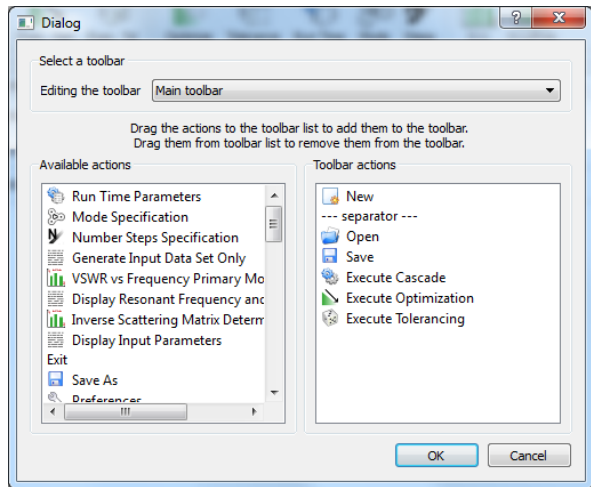 Dialog
Select a toolbar
Editing the toolbar Main toolbar
Drag the actions to the toolbar list to add them to the toolbar.
Drag them from toolbar list to remove them from the toolbar.
Available actions
Run Time Parameters
Mode Specification
Number Steps Specification
Generate Input Data Set Only
VSWR vs Frequency Primary Mo
Display Resonant Frequency and
Inverse Scattering Matrix Determ
Display Input Parameters
Exit
Save As
Preferences
Toolbar actions
New
--- separator ---
Open
Save
Execute Cascade
Execute Optimization
Execute Tolerancing
OK Cancel